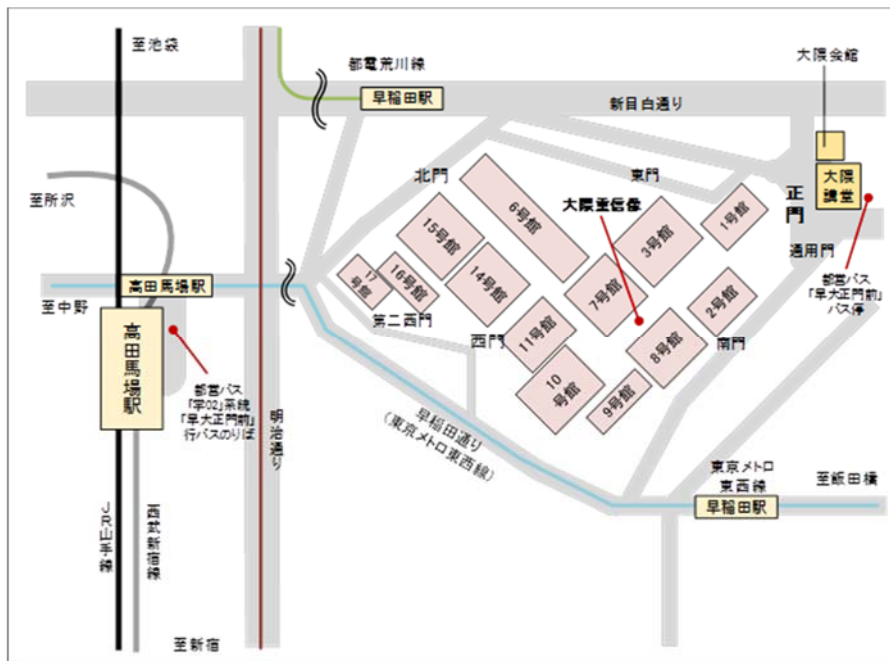 至池袋
都電荒川線
早稲田駅
新目白通り
大隈会館
大隈
講堂
正門
通用門
都営バス
「早大正門前」
バス停
至所沢
北門
東門
大隈重信像
6号館
15号館
3号館
1号館
17
号館
16号館
14号館
7号館
2号館
高田馬場駅
至中野
第二西門
西門
11号館
8号館
南門
10
号館
9号館
高田馬場駅
都営バス
「学02」系統
「早大正門前」
行バスのりば
明治通り
早稲田通り
(東京メトロ東西線)
東京メトロ
東西線
早稲田駅
至飯田橋
JR山手線
西武新宿線
至新宿